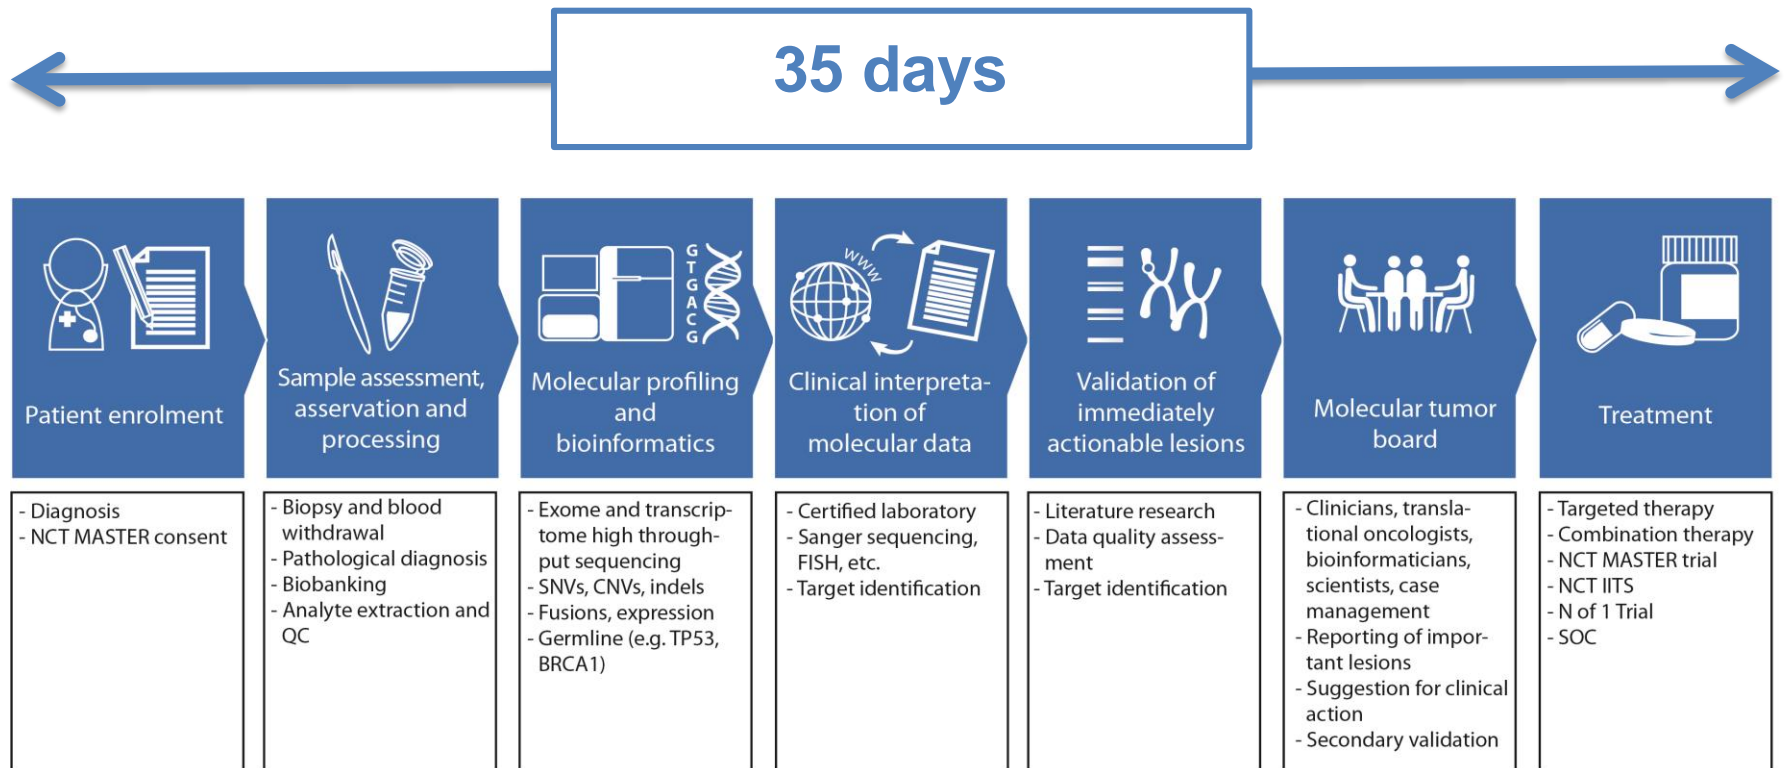 35 days
G
T
G
A
C
G
www
Patient enrolment
Sample assessment,
asservation and
processing
Molecular profiling
and
bioinformatics
Clinical interpreta-
tion of
molecular data
Validation of
immediately
actionable lesions
Molecular tumor
board
Treatment
- Diagnosis
- NCT MASTER consent
- Biopsy and blood
withdrawal
- Pathological diagnosis
- Biobanking
- Analyte extraction and
QC
- Exome and transcrip-
tome high through-
put sequencing
- SNVs, CNVs, indels
- Fusions, expression
- Germline (e.g. TP53,
BRCA1)
- Certified laboratory
- Sanger sequencing,
FISH, etc.
- Target identification
- Literature research
- Data quality assess-
ment
- Target identification
- Clinicians, transla-
tional oncologists,
bioinformaticians,
scientists, case
management
- Reporting of impor-
tant lesions
- Suggestion for clinical
action
- Secondary validation
- Targeted therapy
- Combination therapy
- NCT MASTER trial
- NCT IITS
- N of 1 Trial
- SOC